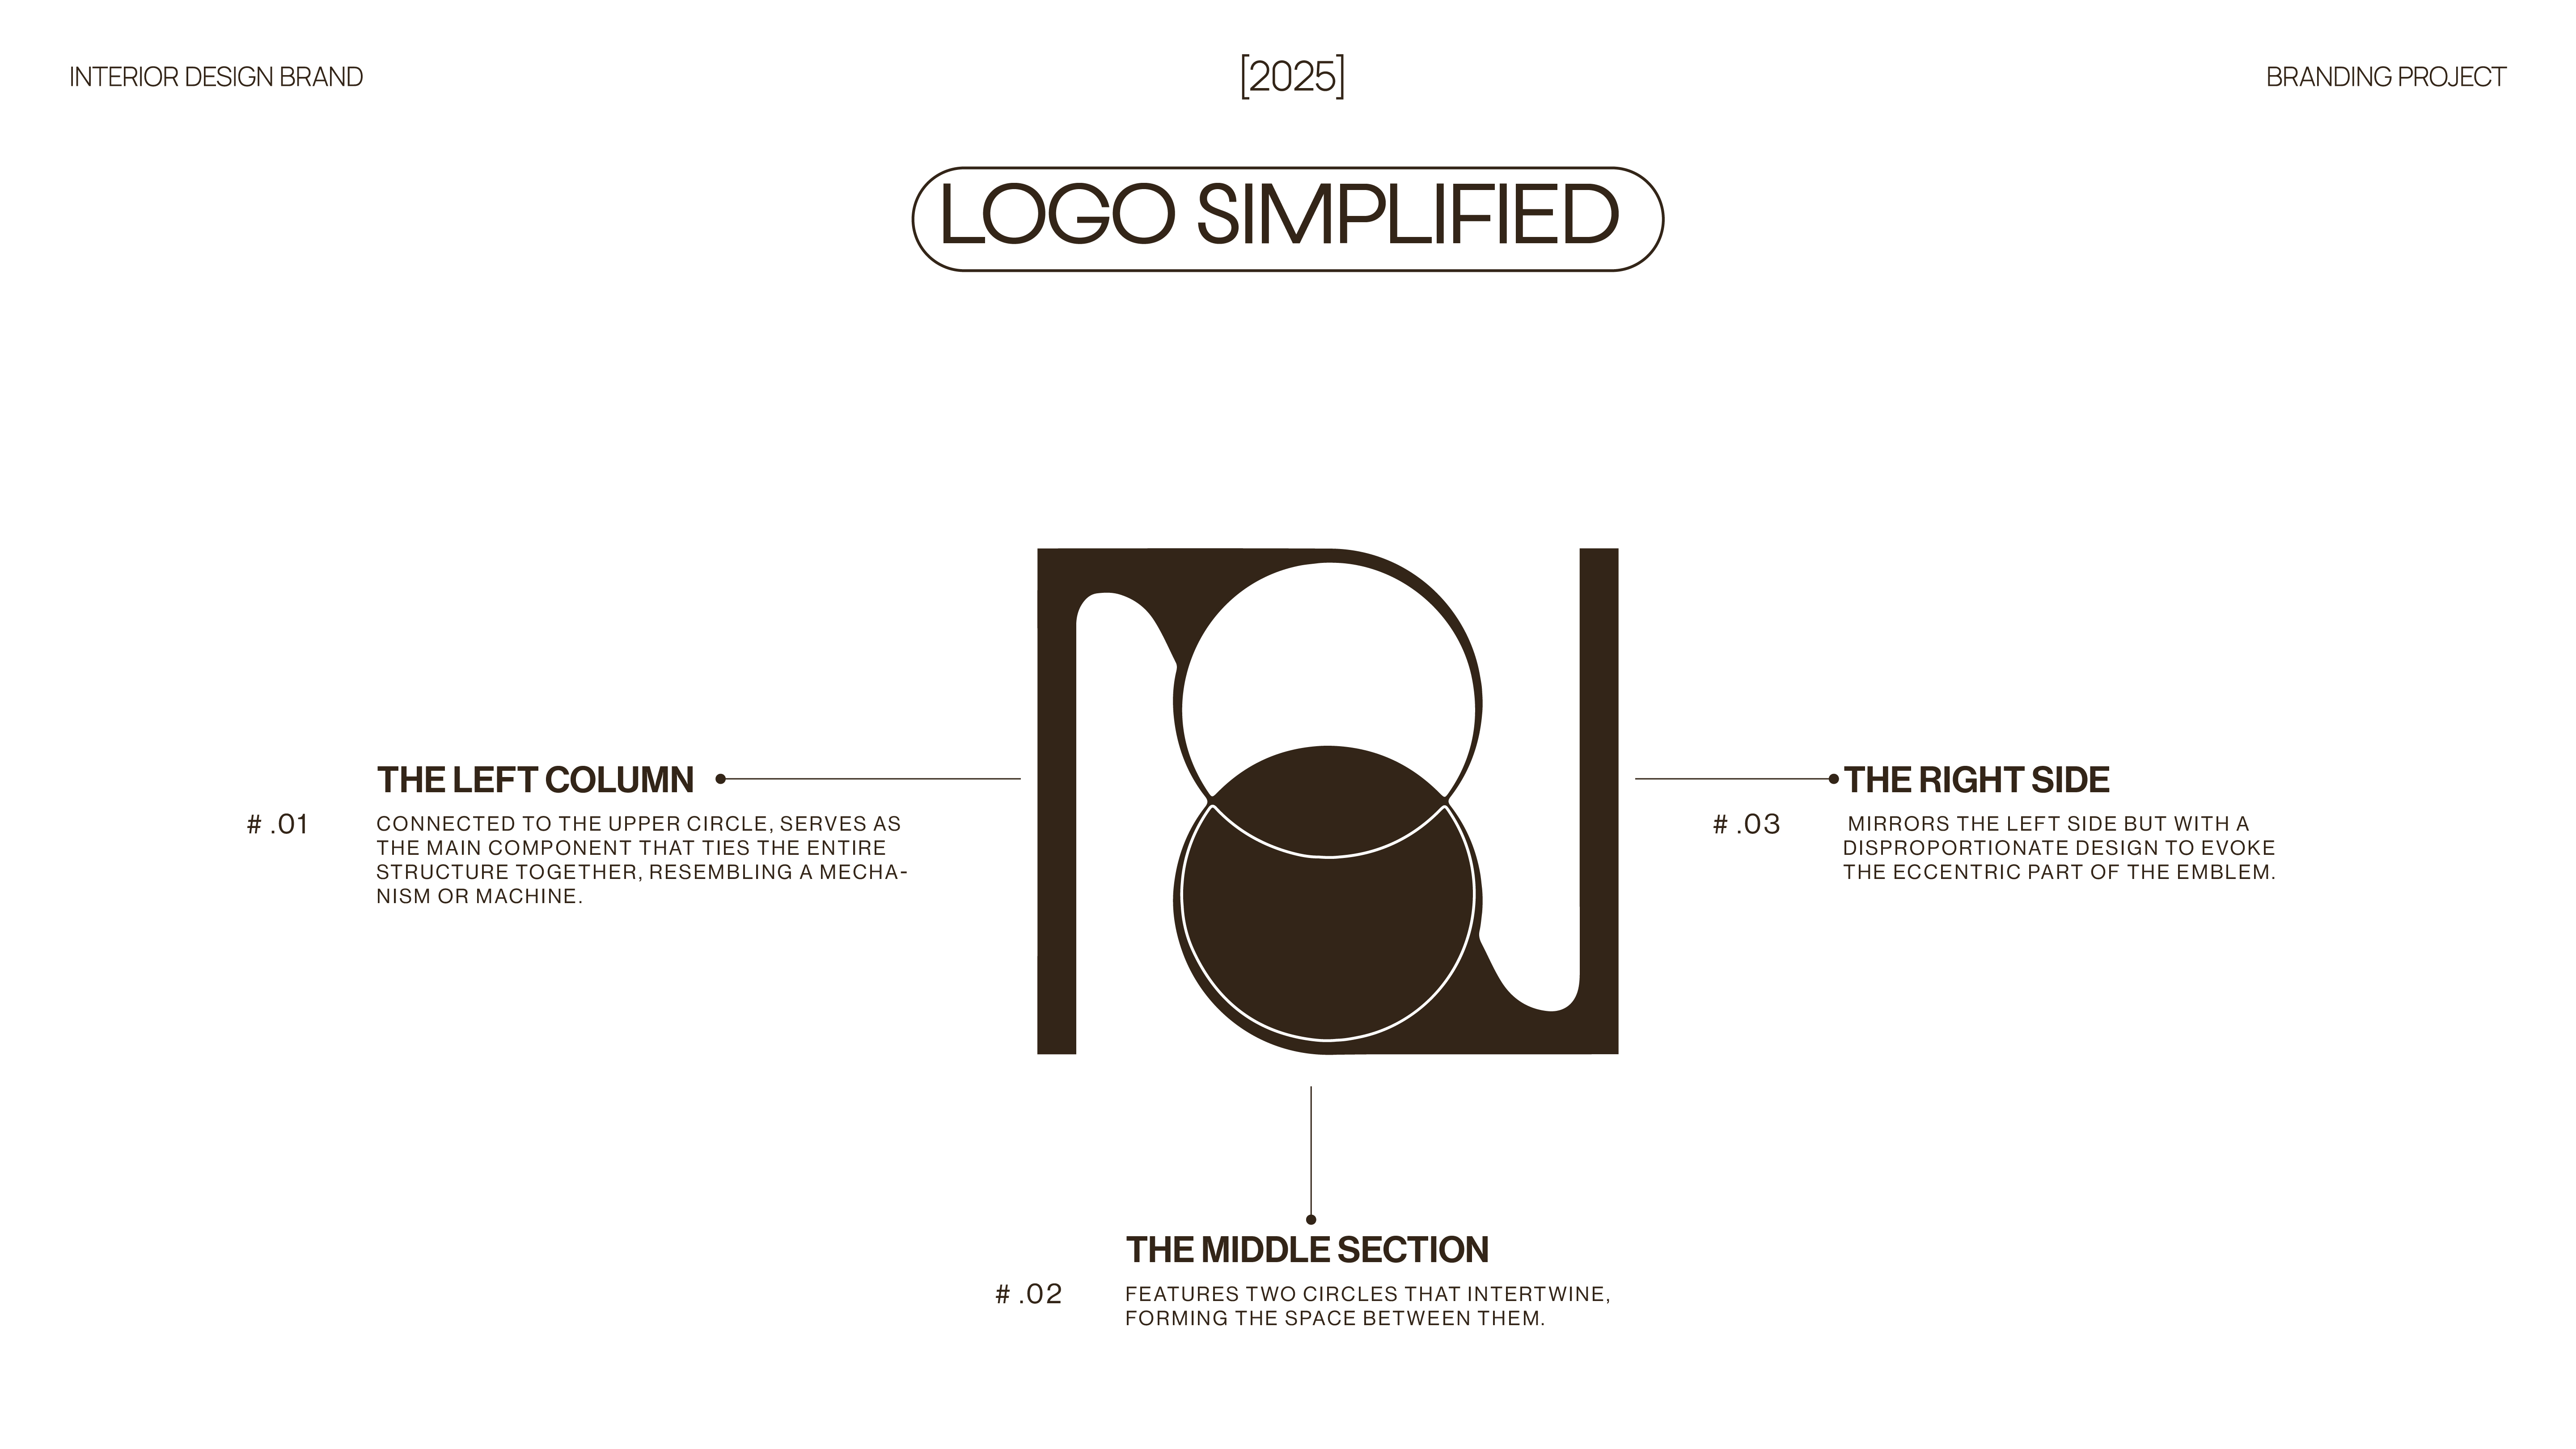 INTERIOR DESIGN BRAND
[2025]
BRANDING PROJECT
LOGO SIMPLIFIED
THE LEFT COLUMN
# .01
CONNECTED TO THE UPPER CIRCLE, SERVES AS
THE MAIN COMPONENT THAT TIES THE ENTIRE
STRUCTURE TOGETHER, RESEMBLING A MECHA-
NISM OR MACHINE.
THE MIDDLE SECTION
# .02
FEATURES TWO CIRCLES THAT INTERTWINE,
FORMING THE SPACE BETWEEN THEM.
THE RIGHT SIDE
# .03
MIRRORS THE LEFT SIDE BUT WITH A
DISPROPORTIONATE DESIGN TO EVOKE
THE ECCENTRIC PART OF THE EMBLEM.